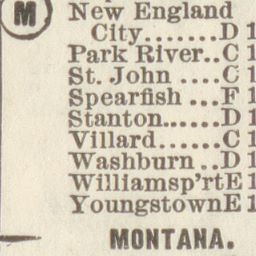 M New England
City.......D 1
Park River..C 1
St. John ....C 1
Spearfish ...F 1
Stanton......D 1
Villard......C 1
Washburn ..D 1
Williamsp'rtE 1
YoungstownE 1
MONTANA.